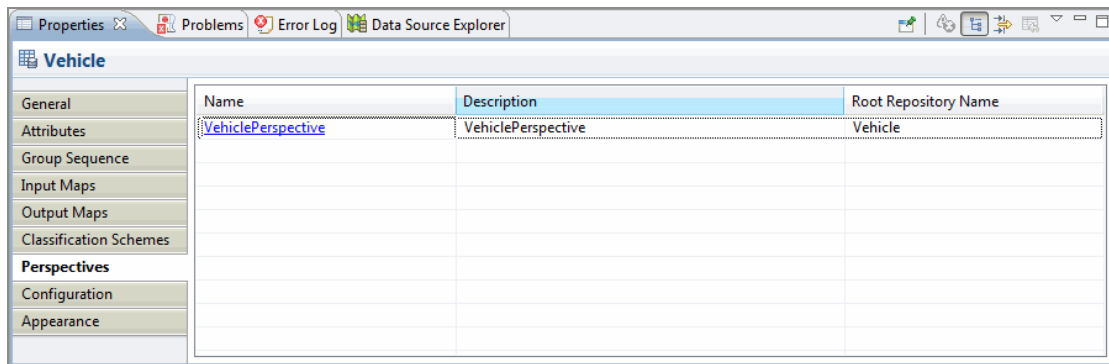 Properties Problems Error Log Data Source Explorer
Vehicle
General
Attributes
Group Sequence
Input Maps
Output Maps
Classification Schemes
Perspectives
Configuration
Appearance
Name Description Root Repository Name
VehiclePerspective VehiclePerspective Vehicle